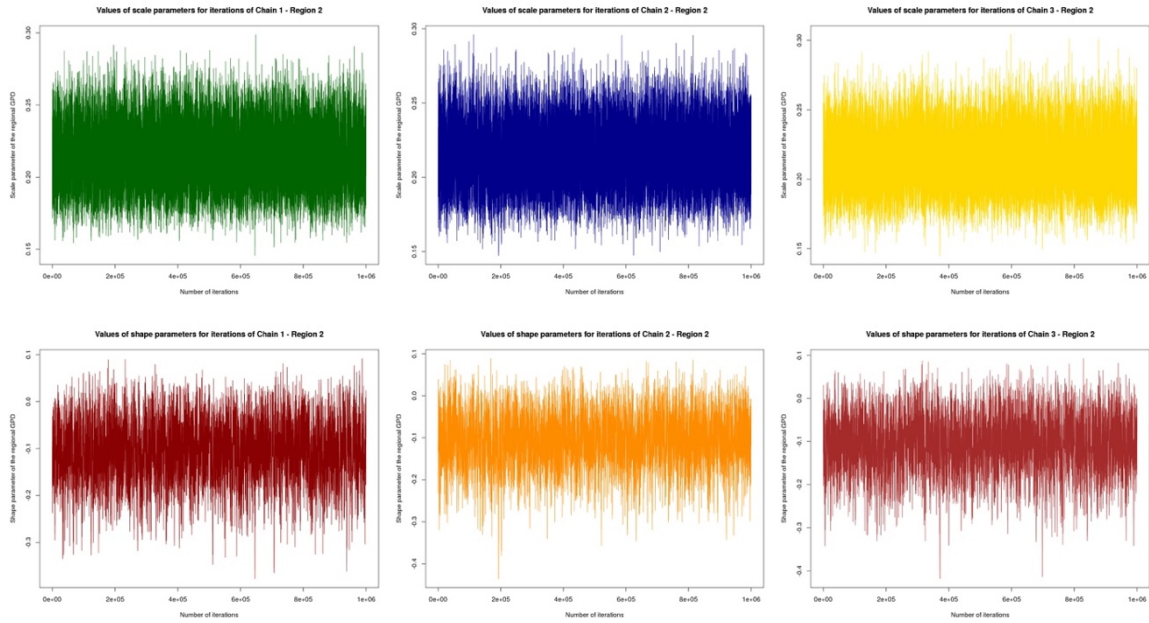 Values of scale parameters for iterations of Chain 1 - Region 2
Scale parameter of the regional GPD
0.30
0.25
0.20
0.15
0e+00 2e+05 4e+05 6e+05 8e+05 1e+06
Number of iterations
Values of scale parameters for iterations of Chain 2 - Region 2
Scale parameter of the regional GPD
0.30
0.25
0.20
0.15
0e+00 2e+05 4e+05 6e+05 8e+05 1e+06
Number of iterations
Values of scale parameters for iterations of Chain 3 - Region 2
Scale parameter of the regional GPD
0.30
0.25
0.20
0.15
0e+00 2e+05 4e+05 6e+05 8e+05 1e+06
Number of iterations
Values of shape parameters for iterations of Chain 1 - Region 2
Shape parameter of the regional GPD
0.1
0.0
-0.1
-0.2
-0.3
0e+00 2e+05 4e+05 6e+05 8e+05 1e+06
Number of iterations
Values of shape parameters for iterations of Chain 2 - Region 2
Shape parameter of the regional GPD
0.1
0.0
-0.1
-0.2
-0.3
-0.4
0e+00 2e+05 4e+05 6e+05 8e+05 1e+06
Number of iterations
Values of shape parameters for iterations of Chain 3 - Region 2
Shape parameter of the regional GPD
0.1
0.0
-0.1
-0.2
-0.3
-0.4
0e+00 2e+05 4e+05 6e+05 8e+05 1e+06
Number of iterations